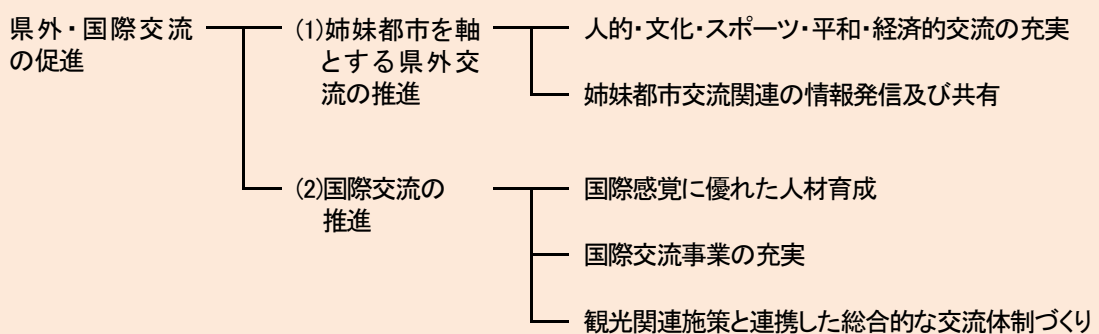 県外・国際交流
の促進
(1)姉妹都市を軸
とする県外交
流の推進
人的・文化・スポーツ・平和・経済的交流の充実
姉妹都市交流関連の情報発信及び共有
(2)国際交流の
推進
国際感覚に優れた人材育成
国際交流事業の充実
観光関連施策と連携した総合的な交流体制づくり